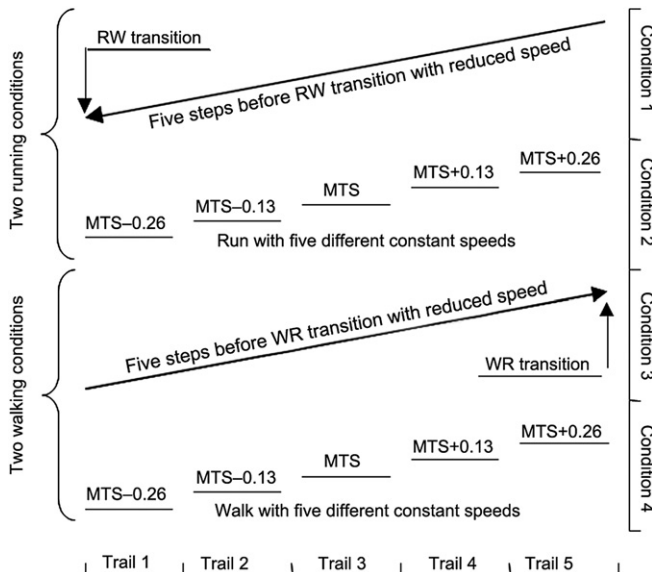 RW transition
Five steps before RW transition with reduced speed
MTS–0.26
MTS–0.13
MTS
MTS+0.13
MTS+0.26
Run with five different constant speeds
Two running conditions
Condition 1
Condition 2
Five steps before WR transition with reduced speed
WR transition
MTS–0.26
MTS–0.13
MTS
MTS+0.13
MTS+0.26
Walk with five different constant speeds
Two walking conditions
Condition 3
Condition 4
Trail 1
Trail 2
Trail 3
Trail 4
Trail 5